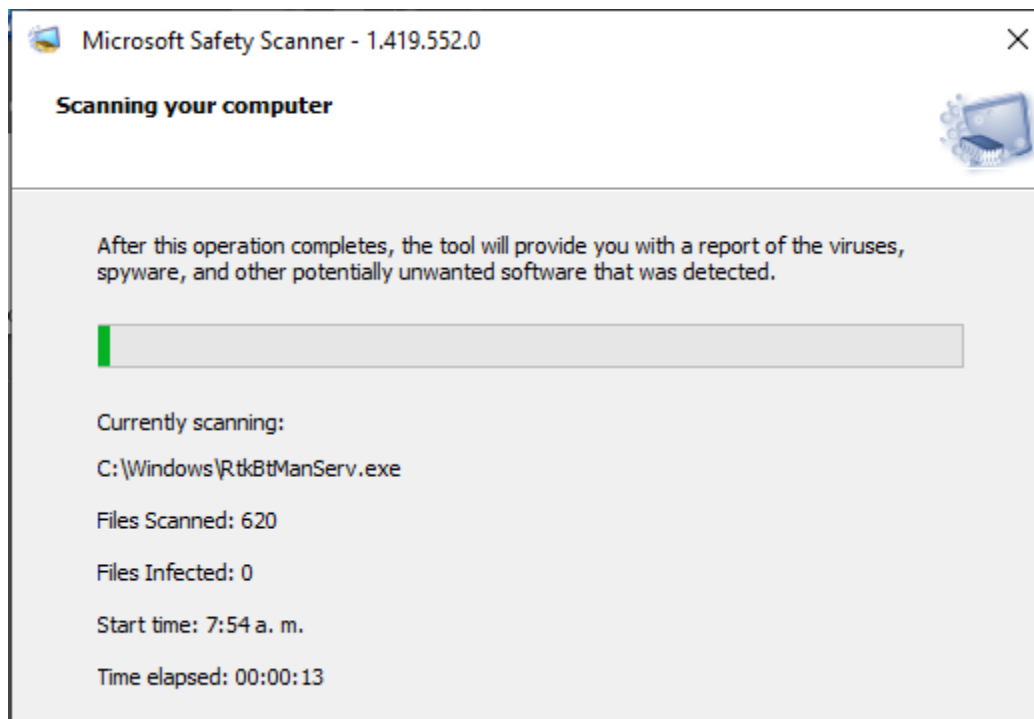 Microsoft Safety Scanner - 1.419.552.0
Scanning your computer
After this operation completes, the tool will provide you with a report of the viruses,
spyware, and other potentially unwanted software that was detected.
Currently scanning:
C:\Windows\RtkBtManServ.exe
Files Scanned: 620
Files Infected: 0
Start time: 7:54 a. m.
Time elapsed: 00:00:13